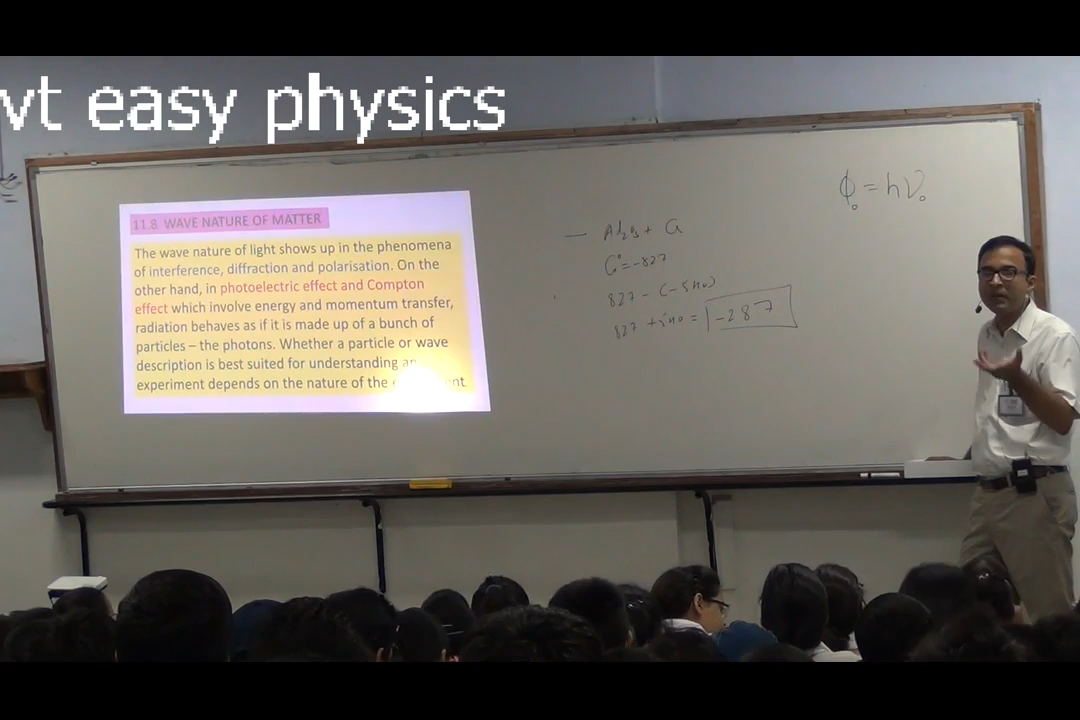 vt easy physics
11.8 WAVE NATURE OF MATTER
The wave nature of light shows up in the phenomena
of interference, diffraction and polarisation. On the
other hand, in photoelectric effect and Compton
effect which involve energy and momentum transfer,
radiation behaves as if it is made up of a bunch of
particles – the photons. Whether a particle or wave
description is best suited for understanding an
experiment depends on the nature of the
ϕ₀ = hν₀
= -827
827 - (-540)
827 + 540 = -287